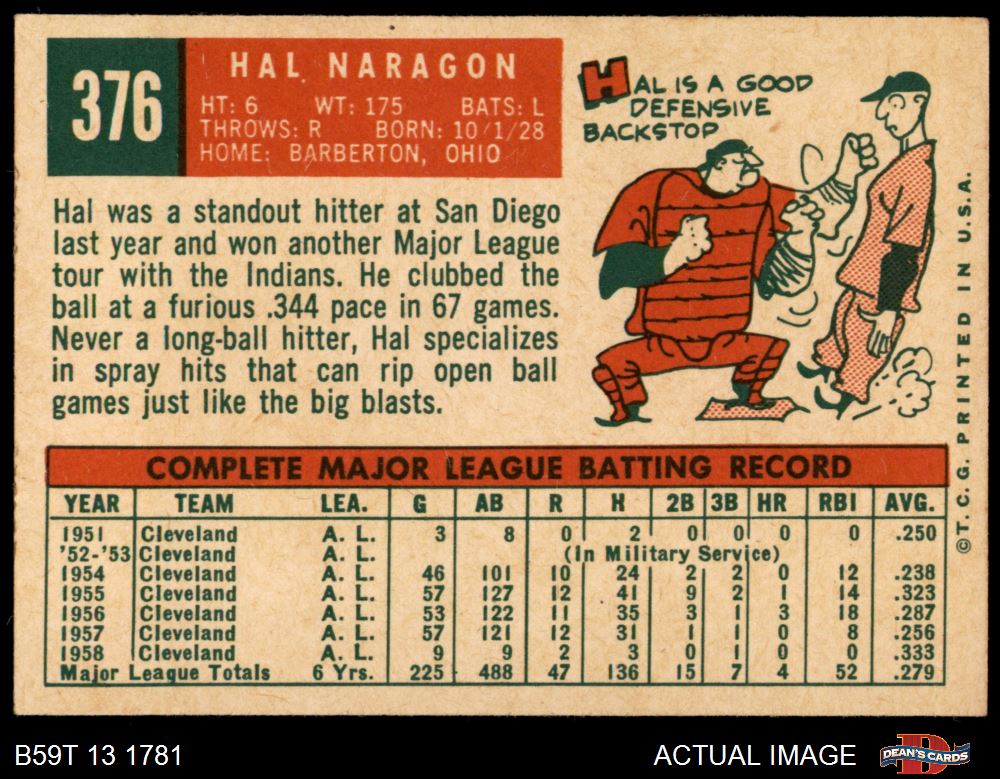 376
HAL NARAGON
HT: 6 WT: 175 BATS: L
THROWS: R BORN: 10/1/28
HOME: BARBERTON, OHIO
HAL IS A GOOD
DEFENSIVE
BACKSTOP
Hal was a standout hitter at San Diego
last year and won another Major League
tour with the Indians. He clubbed the
ball at a furious .344 pace in 67 games.
Never a long-ball hitter, Hal specializes
in spray hits that can rip open ball
games just like the big blasts.
COMPLETE MAJOR LEAGUE BATTING RECORD
YEAR TEAM LEA. G AB R H 2B 3B HR RBI AVG.
1951 Cleveland A. L. 3 8 0 2 0 0 0 0 .250
'52-'53 Cleveland A. L. (In Military Service)
1954 Cleveland A. L. 46 101 10 24 2 2 0 12 .238
1955 Cleveland A. L. 57 127 12 41 9 2 1 14 .323
1956 Cleveland A. L. 53 122 11 35 3 1 3 18 .287
1957 Cleveland A. L. 57 121 12 31 1 1 0 8 .256
1958 Cleveland A. L. 9 9 2 3 0 1 0 0 .333
Major League Totals 6 Yrs. 225 488 47 136 15 7 4 52 .279
©T. C. G. PRINTED IN U.S.A.
B59T 13 1781
ACTUAL IMAGE
D
DEAN'S CARDS